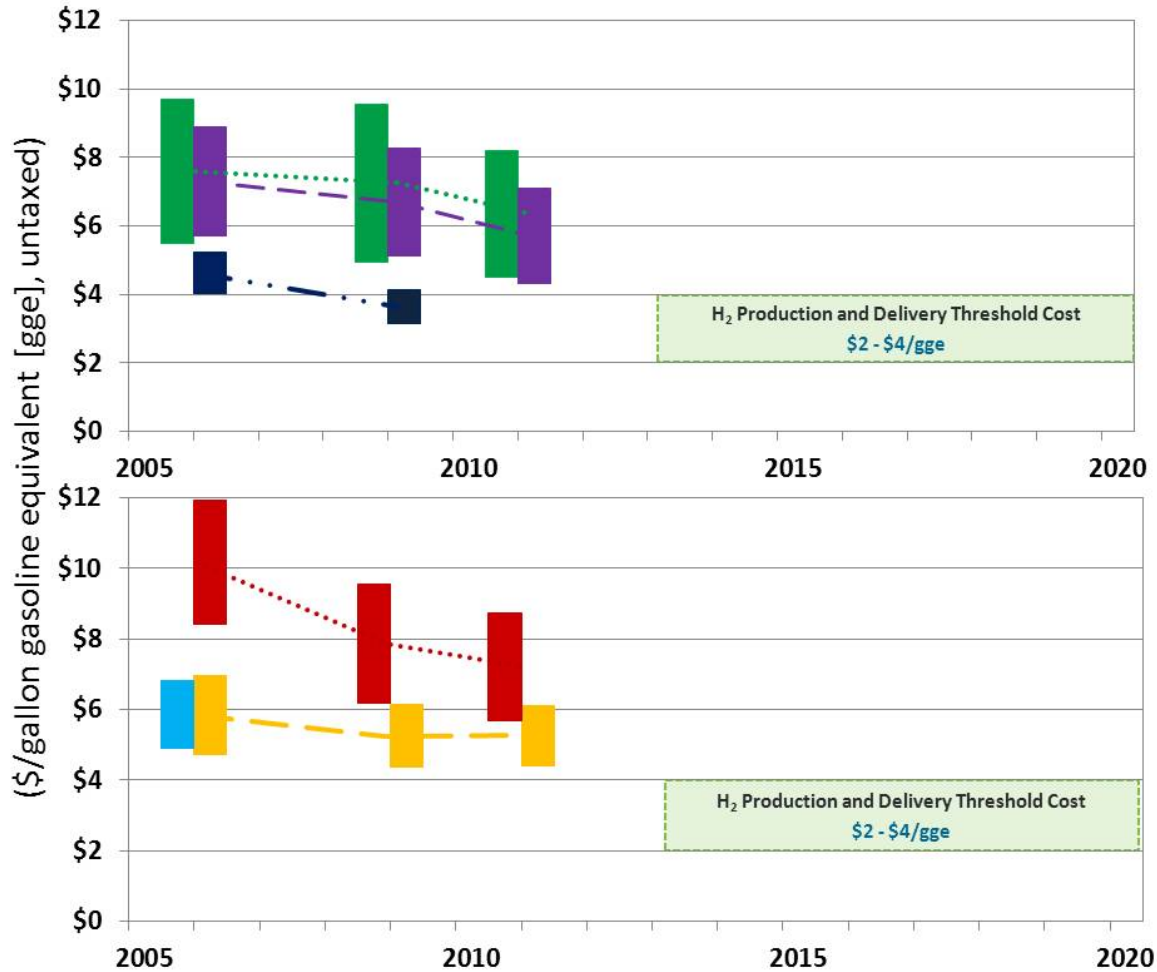 ($/gallon gasoline equivalent [gge], untaxed)
$12
$10
$8
$6
$4
$2
$0
H₂ Production and Delivery Threshold Cost
$2 - $4/gge
2005 2010 2015 2020
$12
$10
$8
$6
$4
$2
$0
H₂ Production and Delivery Threshold Cost
$2 - $4/gge
2005 2010 2015 2020